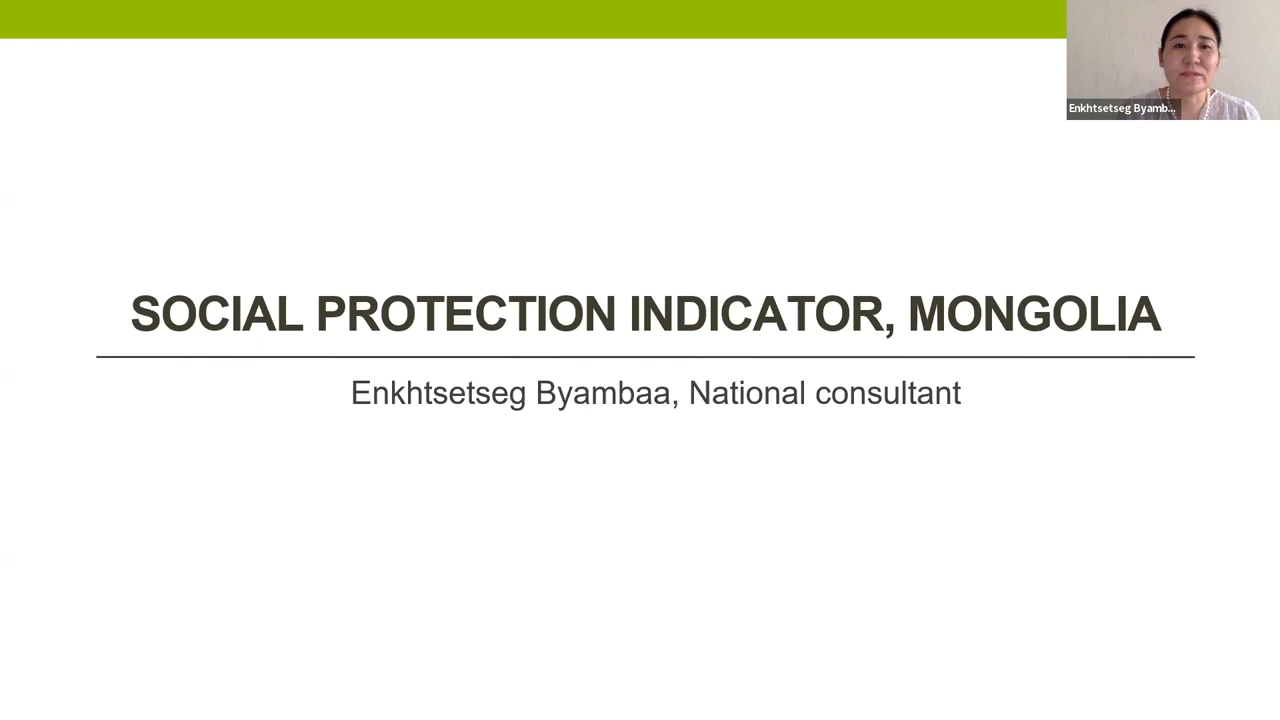 Enkhtsetseg Byamb...
SOCIAL PROTECTION INDICATOR, MONGOLIA
Enkhtsetseg Byambaa, National consultant